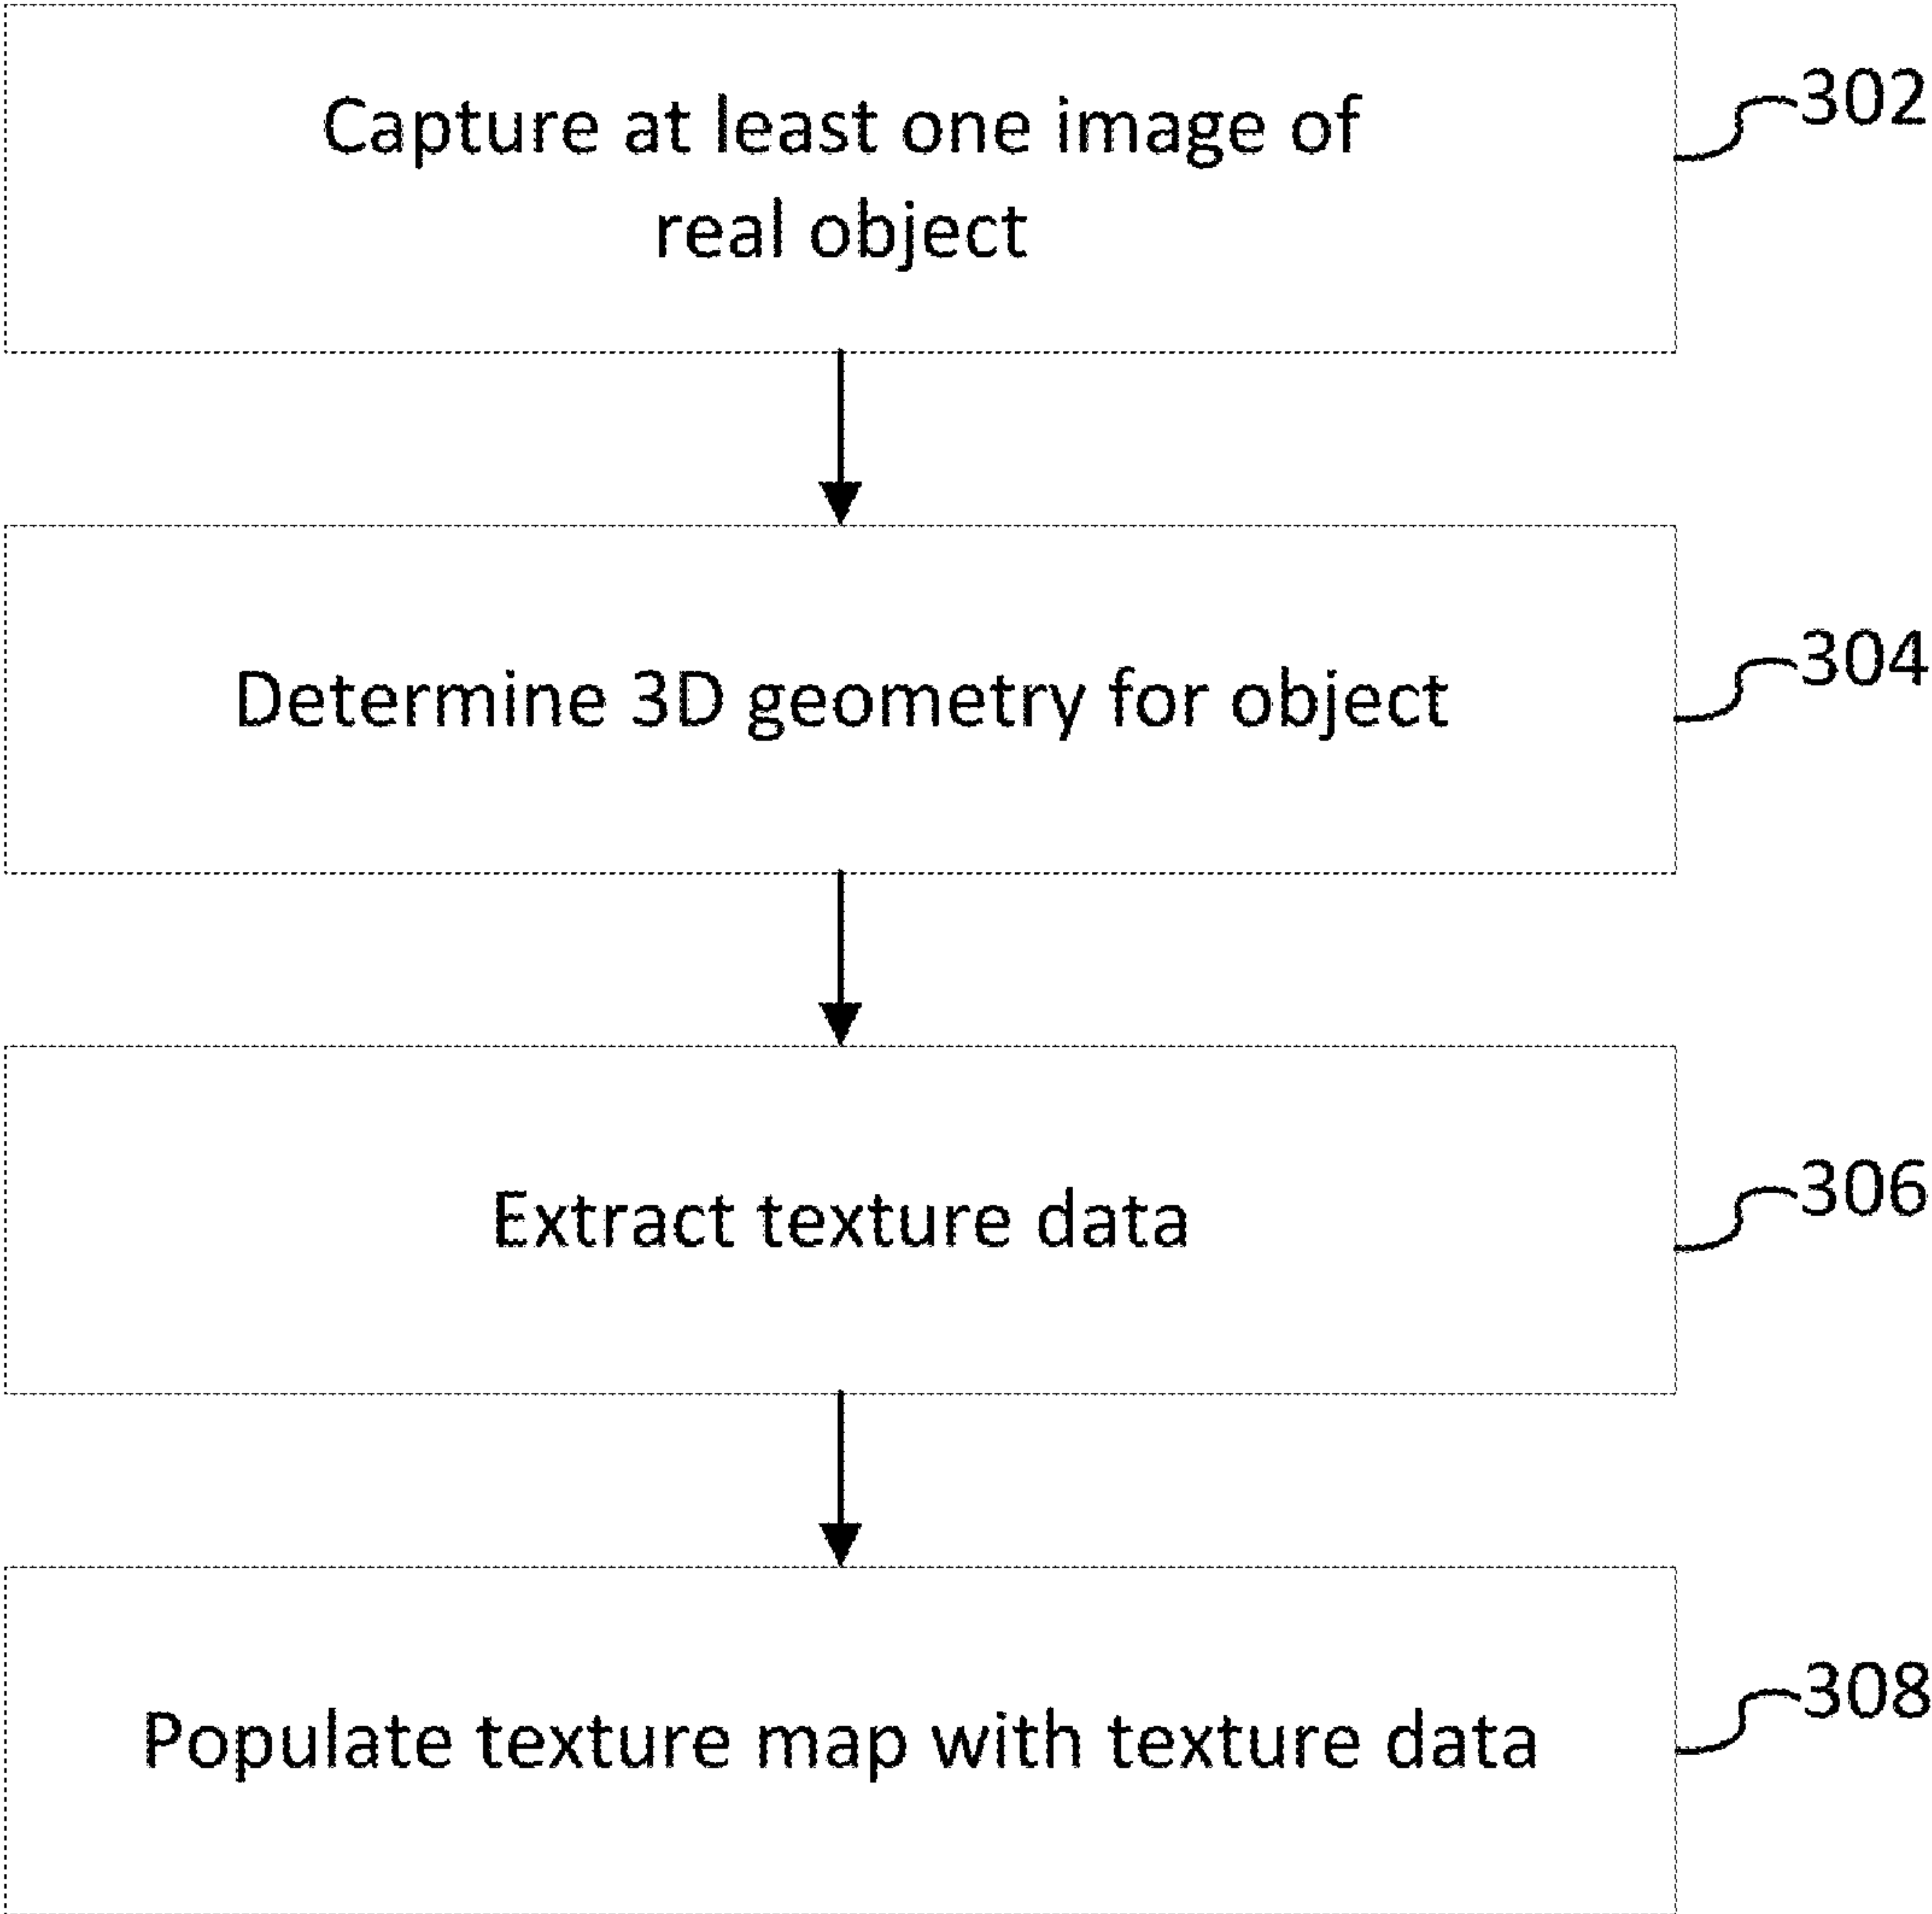 Capture at least one image of
real object
302
Determine 3D geometry for object
304
Extract texture data
306
Populate texture map with texture data
308